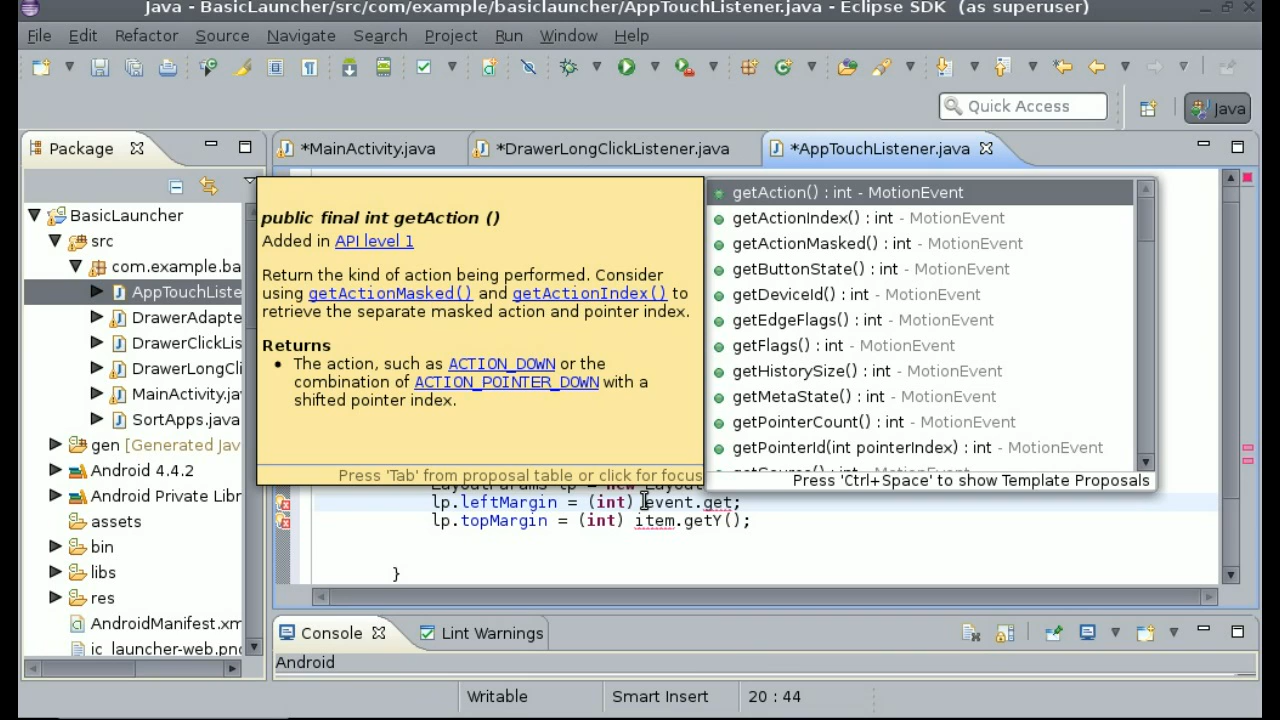 Java - BasicLauncher/src/com/example/basiclauncher/AppTouchListener.java - Eclipse SDK (as superuser)
File Edit Refactor Source Navigate Search Project Run Window Help
Quick Access
Java
Package
*MainActivity.java
*DrawerLongClickListener.java
*AppTouchListener.java
BasicLauncher
src
com.example.ba
AppTouchListe
DrawerAdapte
DrawerClickLis
DrawerLongCli
MainActivity.ja
SortApps.java
gen [Generated Jav
Android 4.4.2
Android Private Libr
assets
bin
libs
res
AndroidManifest.xm
ic_launcher-web.pnc
public final int getAction ()
Added in API level 1
Return the kind of action being performed. Consider
using getActionMasked() and getActionIndex() to
retrieve the separate masked action and pointer index.
Returns
• The action, such as ACTION_DOWN or the
combination of ACTION_POINTER_DOWN with a
shifted pointer index.
Press 'Tab' from proposal table or click for focus
getAction() : int - MotionEvent
getActionIndex() : int - MotionEvent
getActionMasked() : int - MotionEvent
getButtonState() : int - MotionEvent
getDeviceId() : int - MotionEvent
getEdgeFlags() : int - MotionEvent
getFlags() : int - MotionEvent
getHistorySize() : int - MotionEvent
getMetaState() : int - MotionEvent
getPointerCount() : int - MotionEvent
getPointerId(int pointerIndex) : int - MotionEvent
getSource() : int - MotionEvent
Press 'Ctrl+Space' to show Template Proposals
LayoutParams lp = new Layout
lp.leftMargin = (int) event.get;
lp.topMargin = (int) item.getY();
}
Console
Lint Warnings
Android
Writable
Smart Insert
20 : 44